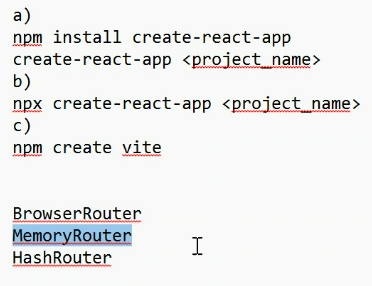 a)
npm install create-react-app
create-react-app <project_name>
b)
npx create-react-app <project_name>
c)
npm create vite
BrowserRouter
MemoryRouter
HashRouter